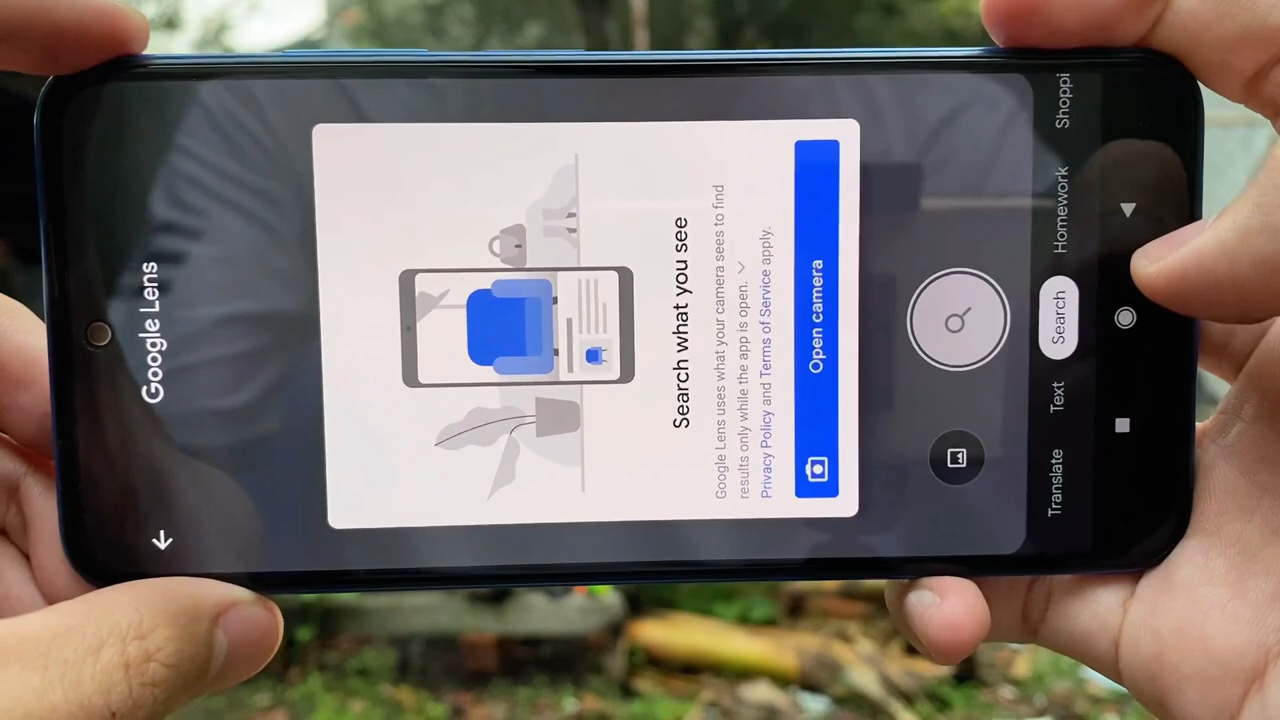 Google Lens
Search what you see
Google Lens uses what your camera sees to find
results only while the app is open.
Privacy Policy and Terms of Service apply.
Open camera
Translate Text Search Homework Shoppi